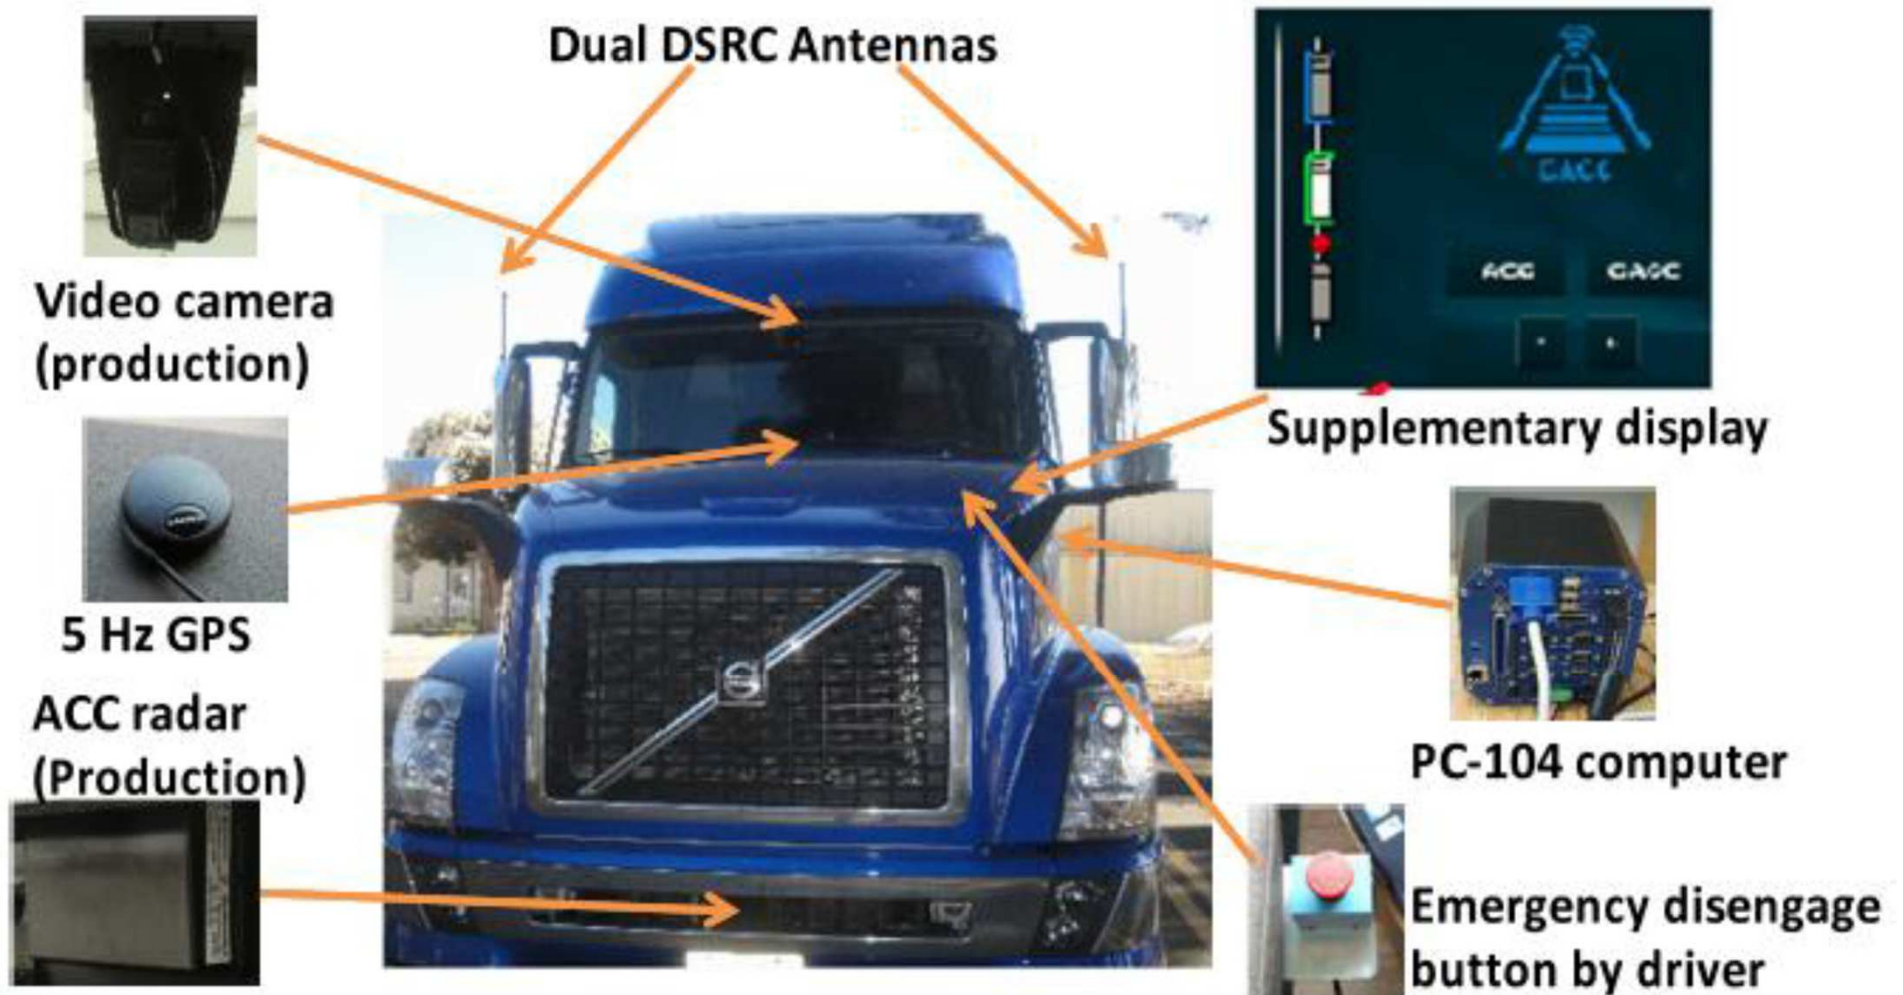 Dual DSRC Antennas
Video camera
(production)
5 Hz GPS
ACC radar
(Production)
CACC
ACC
CACC
Supplementary display
PC-104 computer
Emergency disengage
button by driver